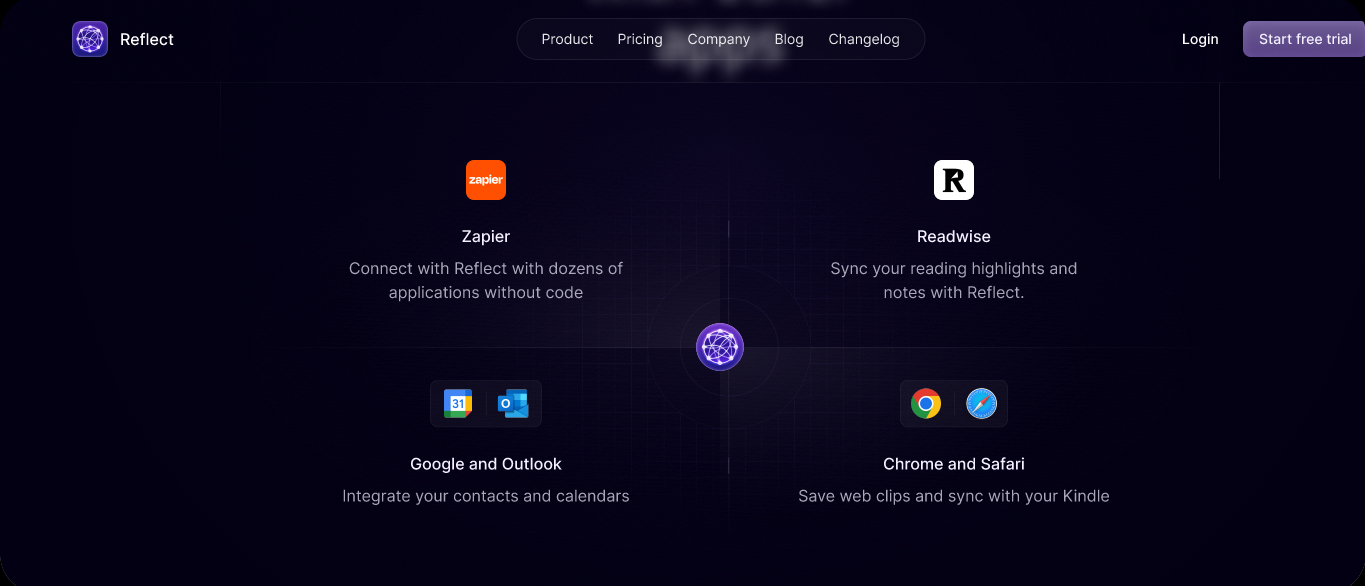 Reflect
Product Pricing Company Blog Changelog
Login
Start free trial
apps
zapier
R
Zapier
Connect with Reflect with dozens of
applications without code
Readwise
Sync your reading highlights and
notes with Reflect.
31
O
Google and Outlook
Integrate your contacts and calendars
Chrome and Safari
Save web clips and sync with your Kindle